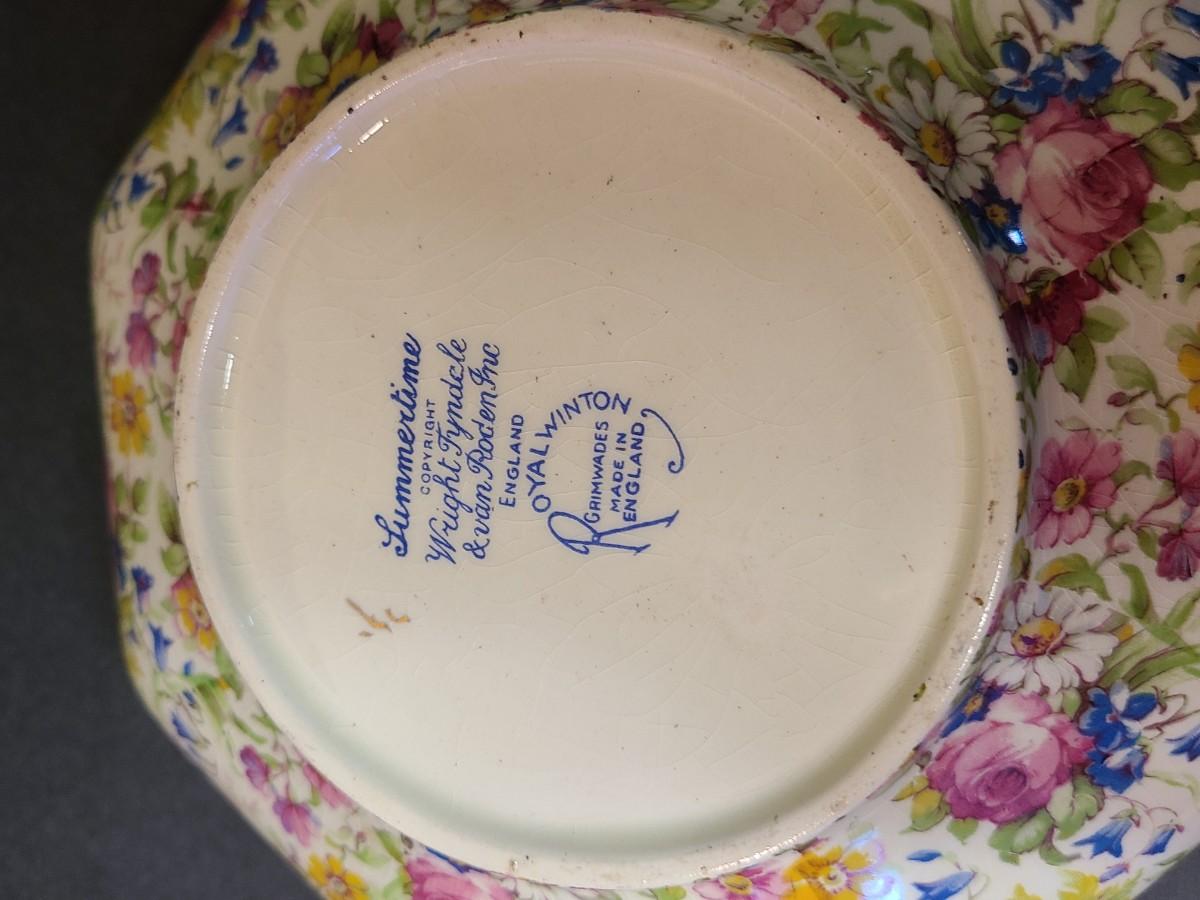 Summertime
COPYRIGHT
Wright Tyndale
& van Roden Inc
ENGLAND
ROYAL WINTON
GRIMWADES
MADE IN
ENGLAND